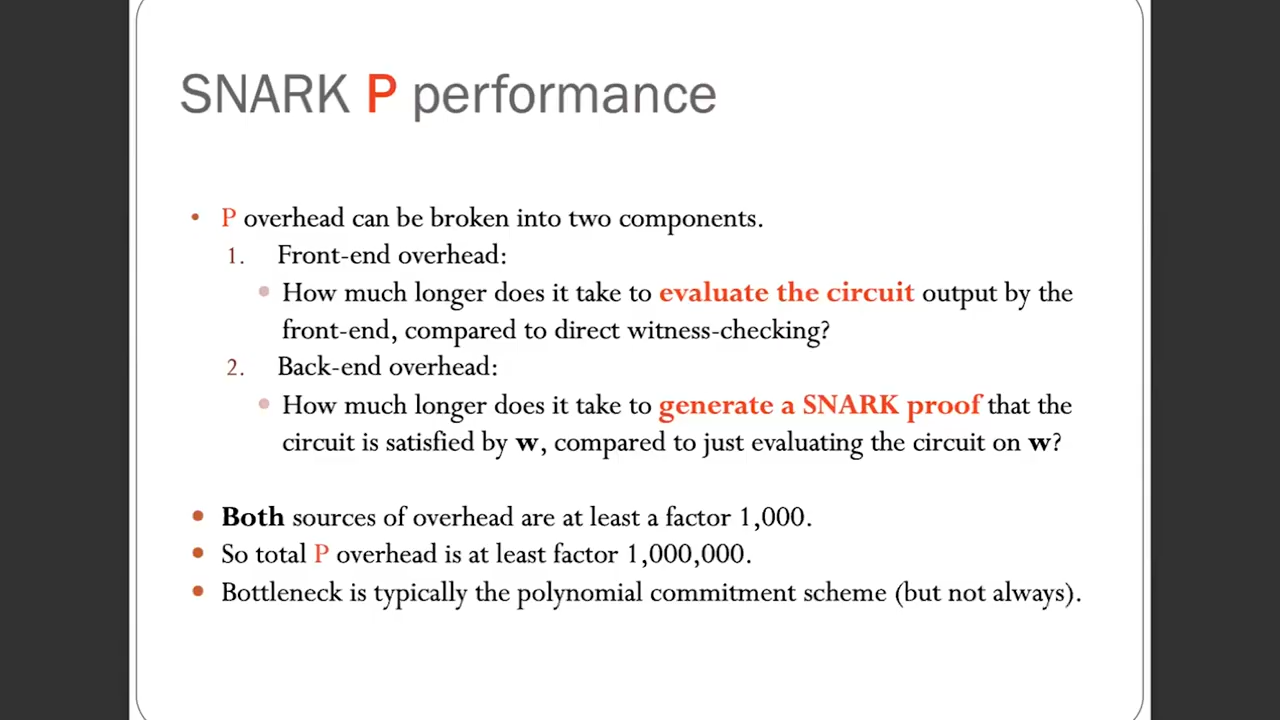 SNARK P performance
• P overhead can be broken into two components.
1. Front-end overhead:
• How much longer does it take to evaluate the circuit output by the
front-end, compared to direct witness-checking?
2. Back-end overhead:
• How much longer does it take to generate a SNARK proof that the
circuit is satisfied by w, compared to just evaluating the circuit on w?
• Both sources of overhead are at least a factor 1,000.
• So total P overhead is at least factor 1,000,000.
• Bottleneck is typically the polynomial commitment scheme (but not always).